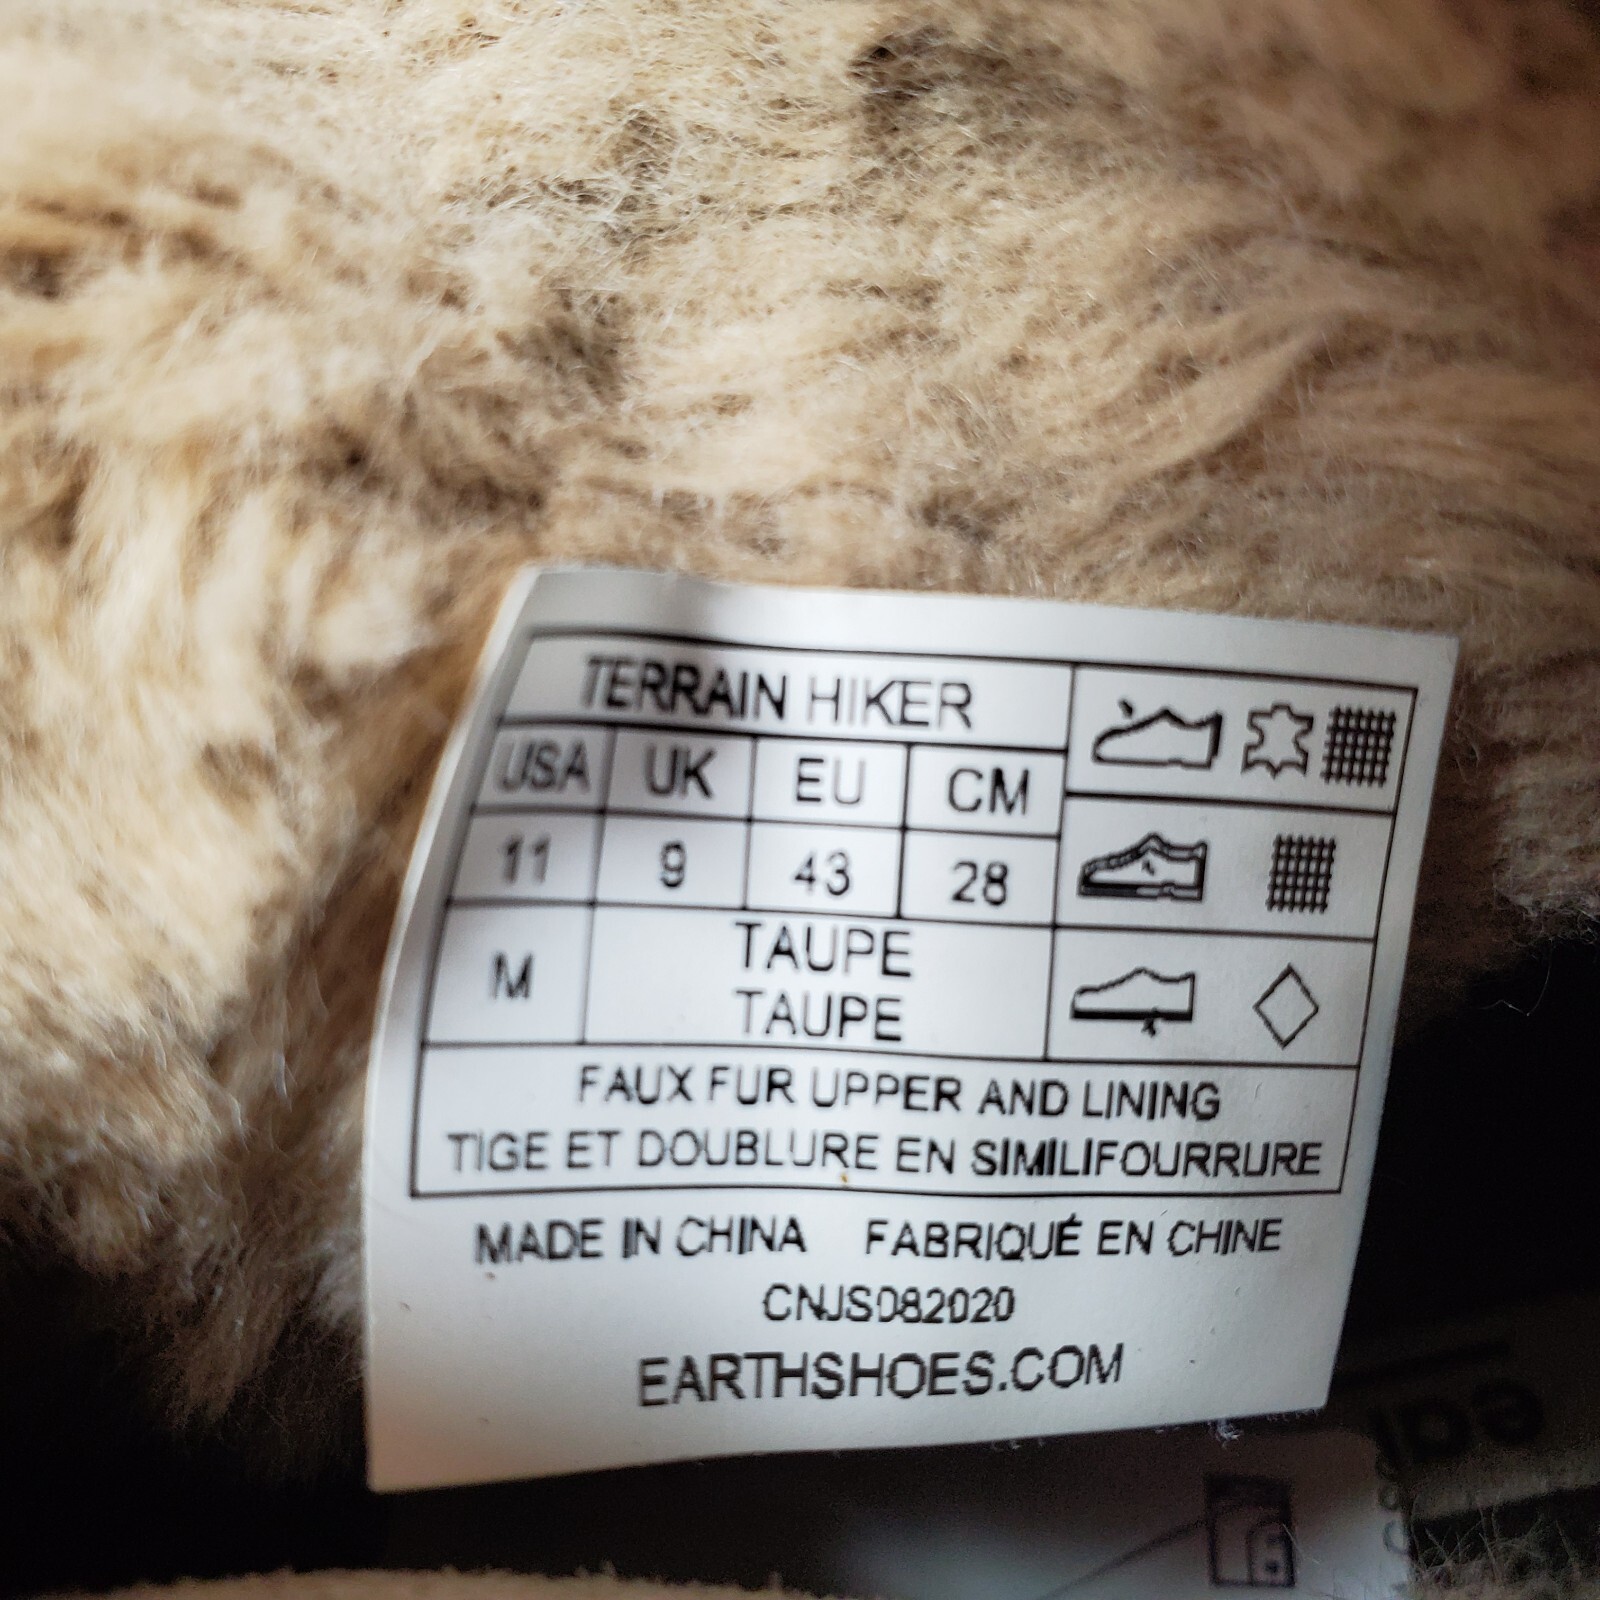 TERRAIN HIKER
USA UK EU CM
11 9 43 28
M TAUPE
TAUPE
FAUX FUR UPPER AND LINING
TIGE ET DOUBLURE EN SIMILIFOURRURE
MADE IN CHINA FABRIQUÉ EN CHINE
CNJS082020
EARTHSHOES.COM